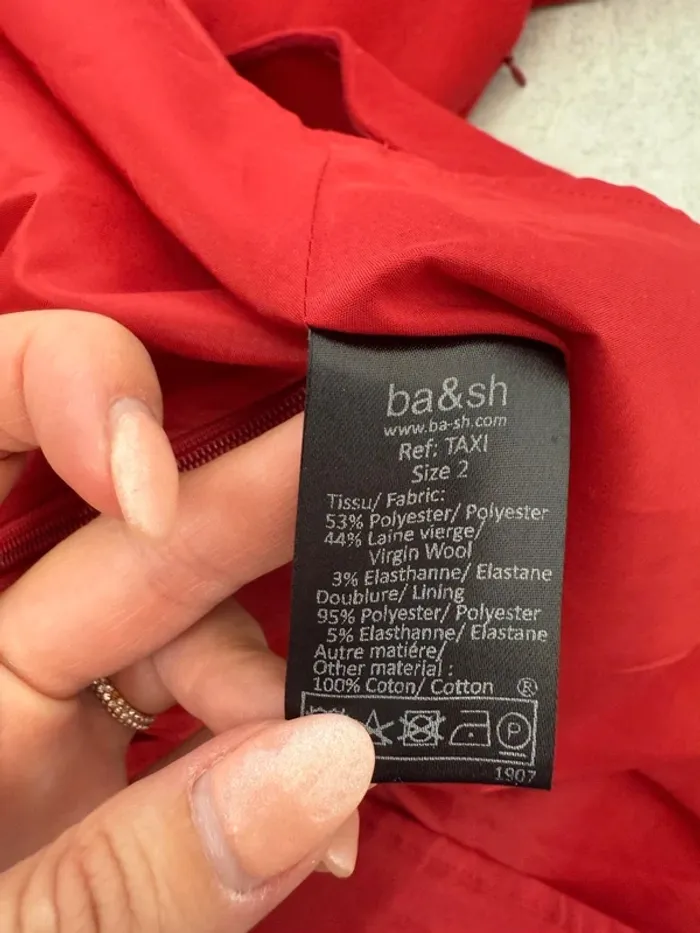 ba&sh
www.ba-sh.com
Ref: TAXI
Size 2
Tissu/ Fabric:
53% Polyester/ Polyester
44% Laine vierge/
Virgin Wool
3% Elasthanne/ Elastane
Doublure/ Lining
95% Polyester/ Polyester
5% Elasthanne/ Elastane
Autre matiére/
Other material :
100% Coton/ Cotton ®
P
1907